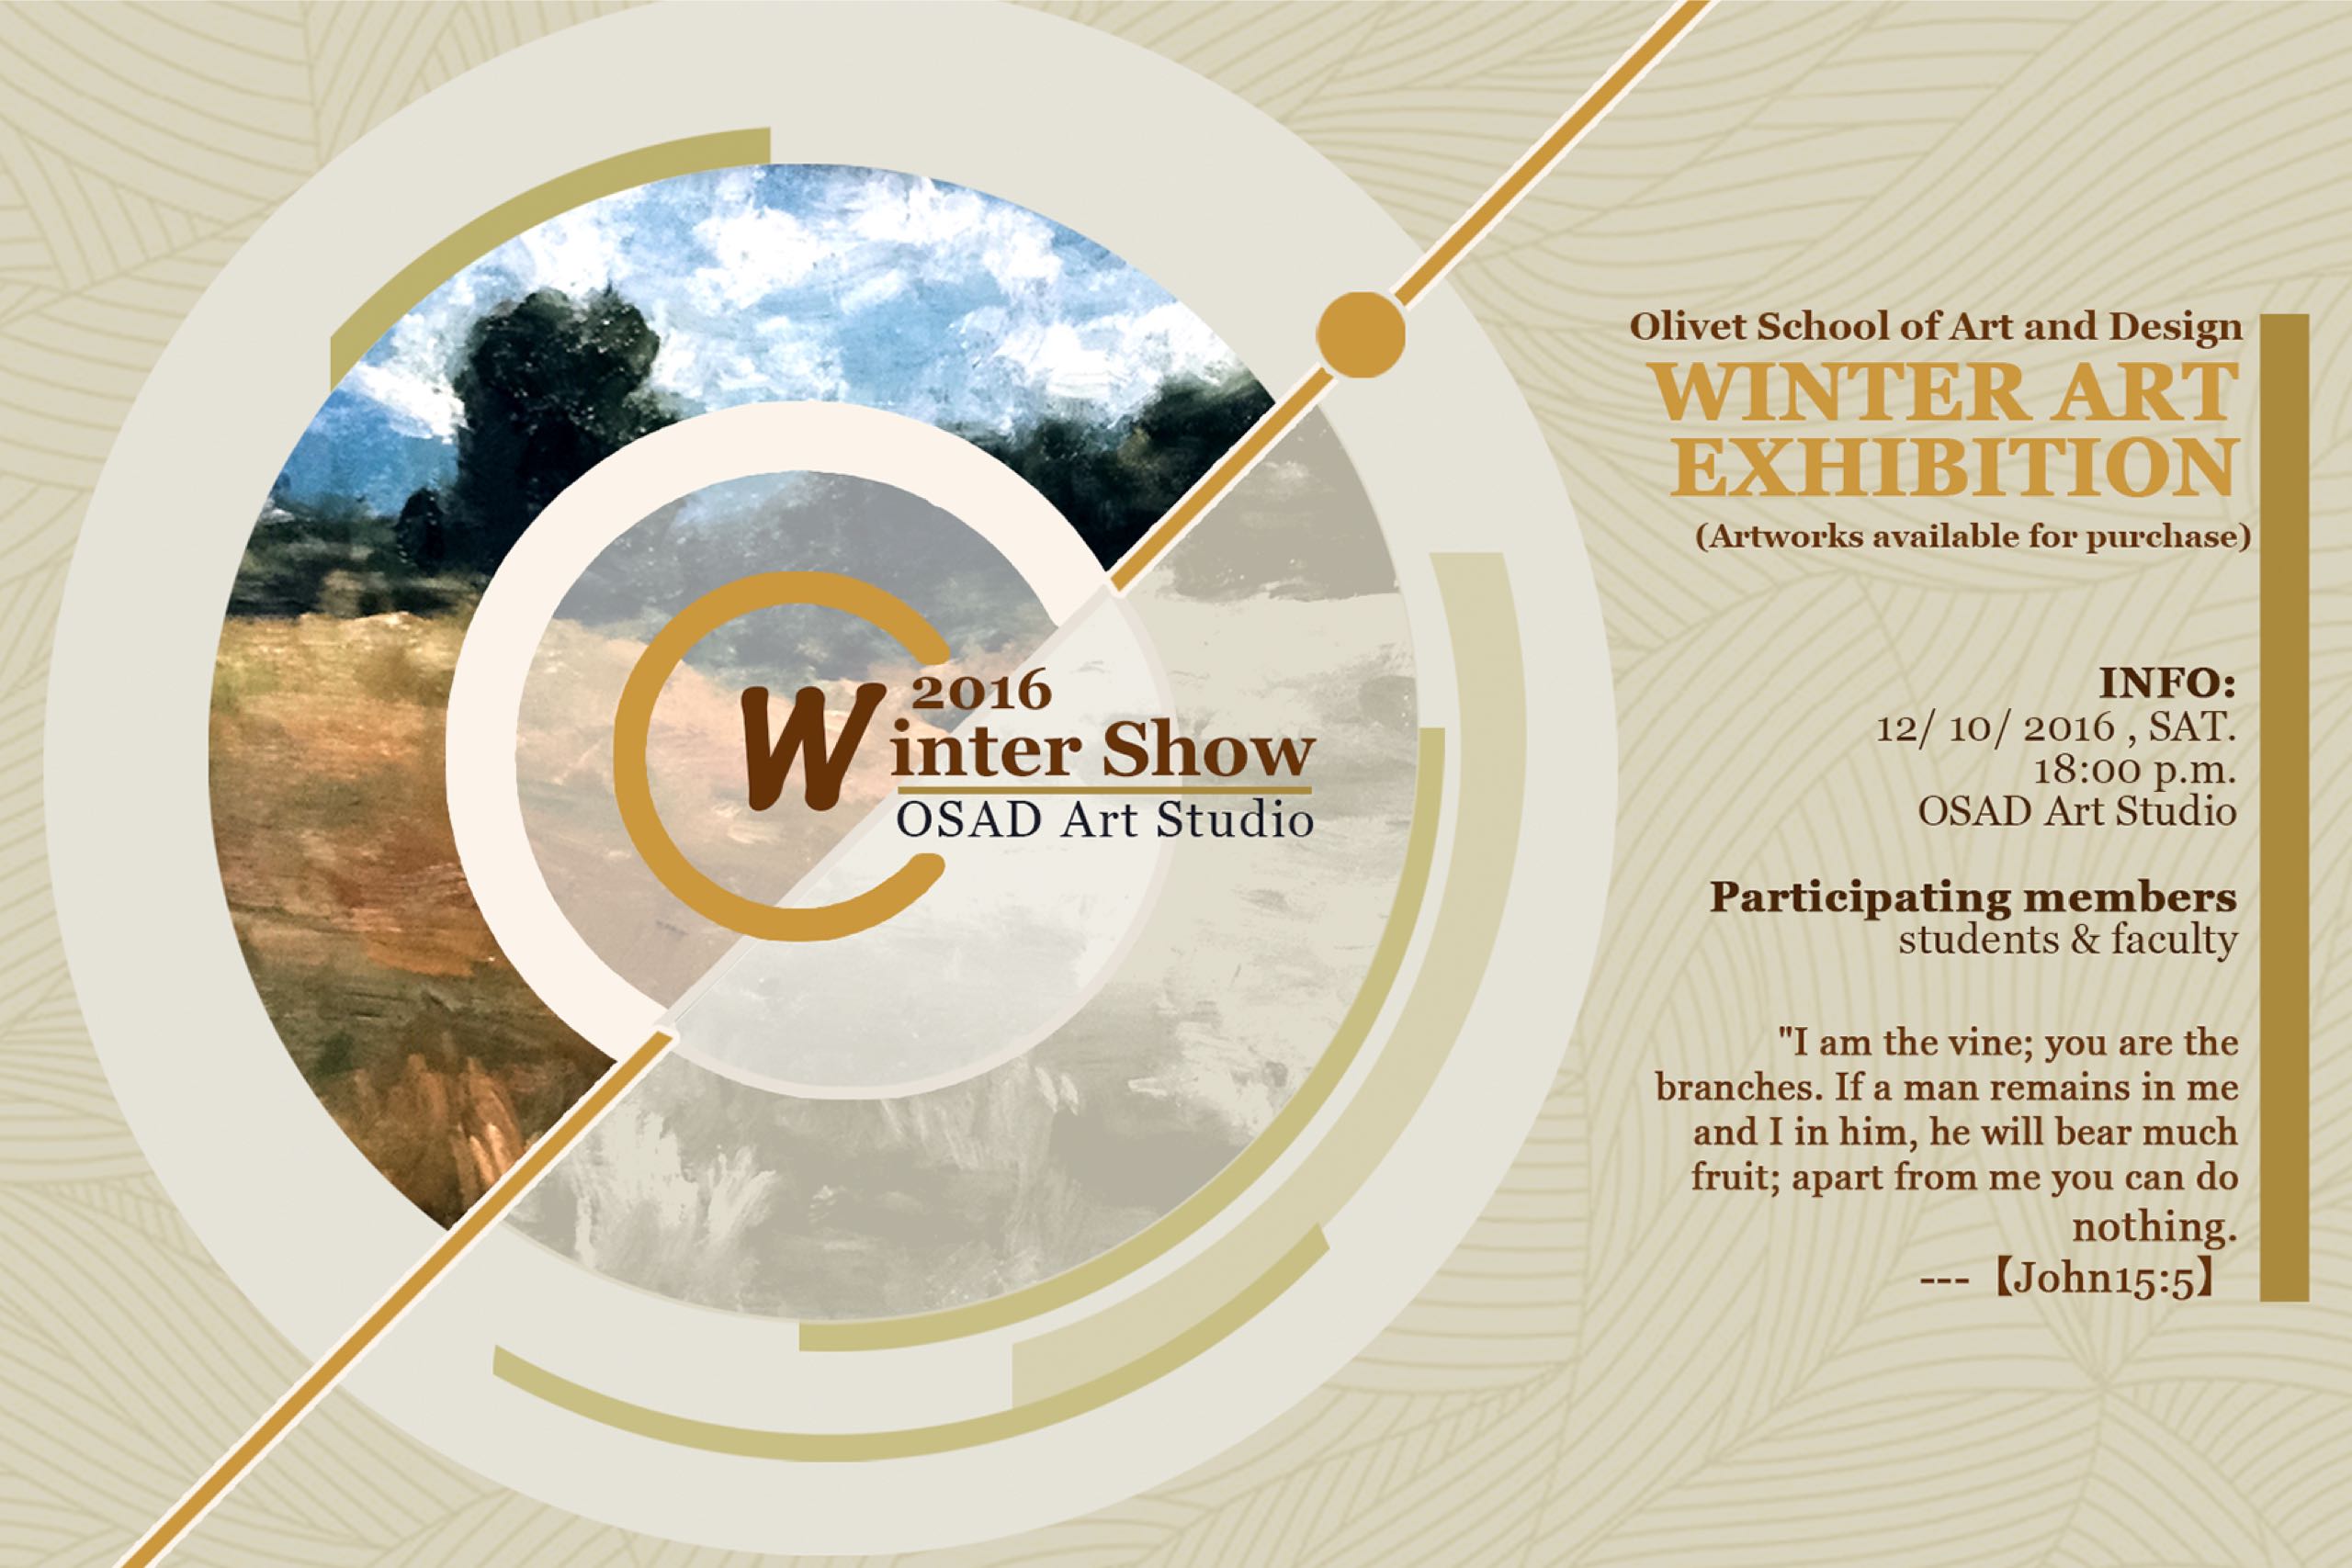 2016
Winter Show
OSAD Art Studio
Olivet School of Art and Design
WINTER ART
EXHIBITION
(Artworks available for purchase)
INFO:
12/ 10/ 2016 , SAT.
18:00 p.m.
OSAD Art Studio
Participating members
students & faculty
"I am the vine; you are the
branches. If a man remains in me
and I in him, he will bear much
fruit; apart from me you can do
nothing.
---【John15:5】